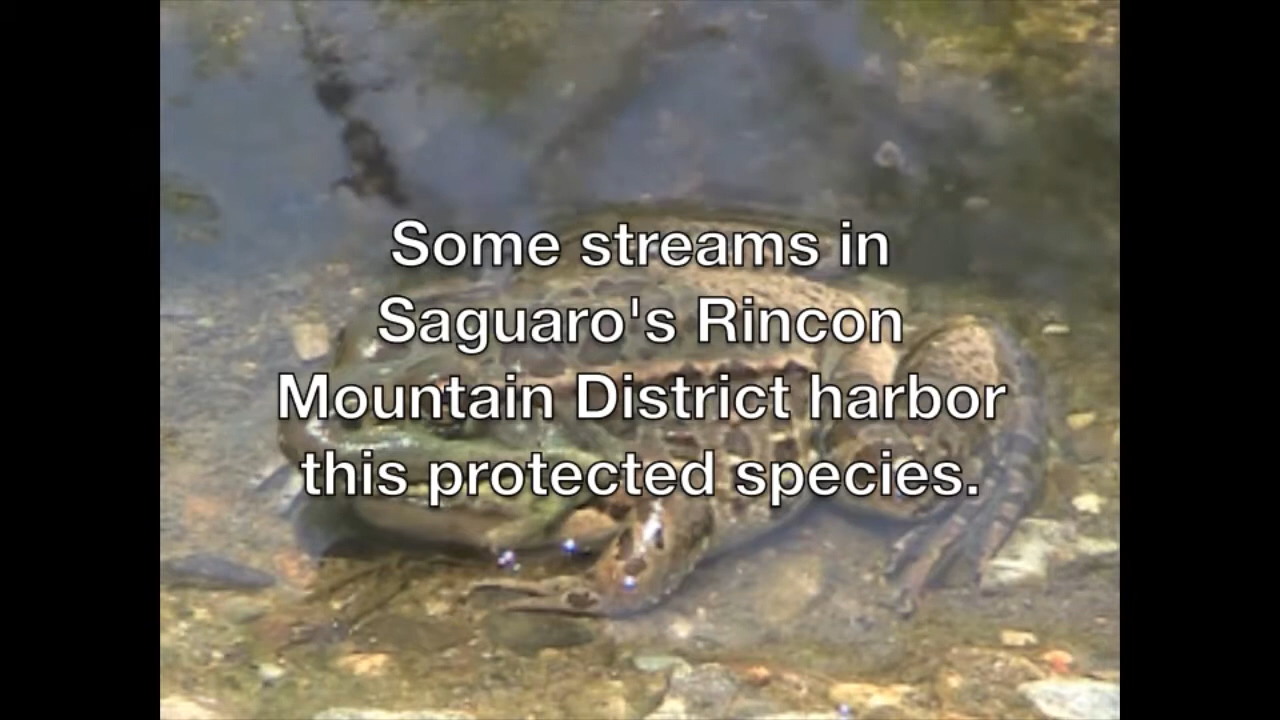 Some streams in
Saguaro's Rincon
Mountain District harbor
this protected species.